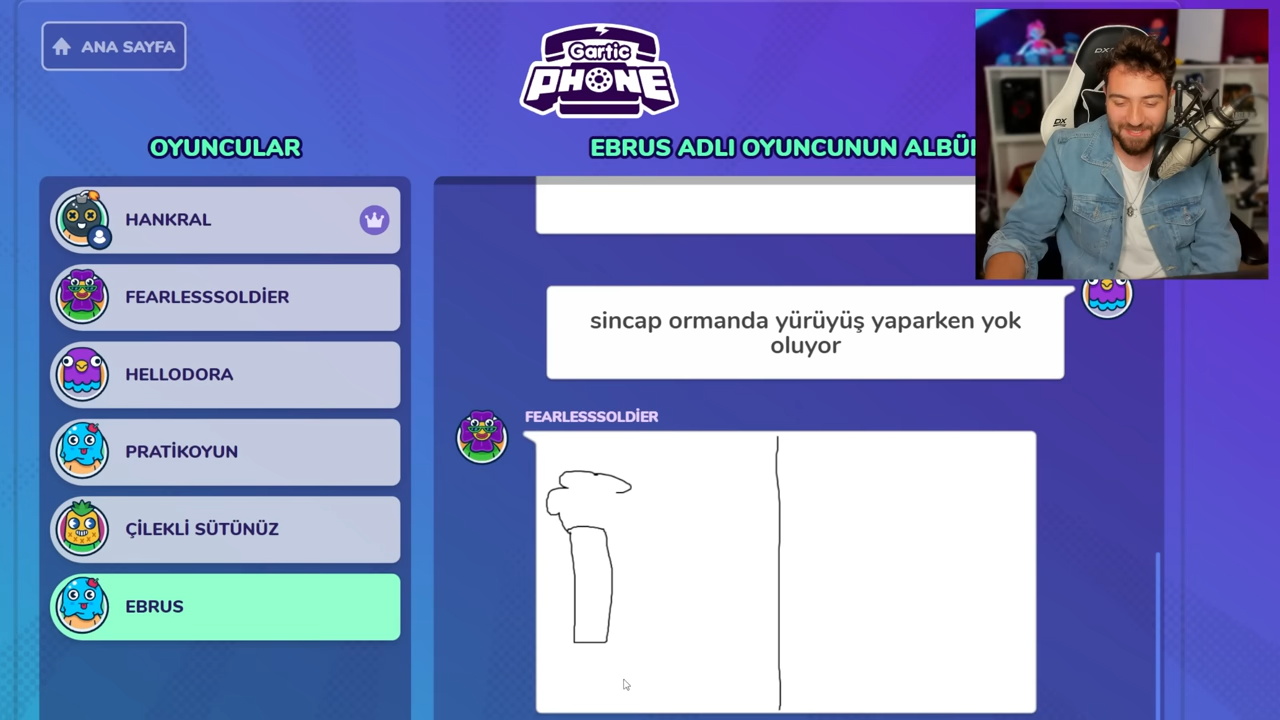 ANA SAYFA
Gartic
PHONE
OYUNCULAR
EBRUS ADLI OYUNCUNUN ALBÜ
HANKRAL
FEARLESSSOLDİER
HELLODORA
PRATİKOYUN
ÇİLEKLİ SÜTÜNÜZ
EBRUS
sincap ormanda yürüyüş yaparken yok
oluyor
FEARLESSSOLDİER
DX